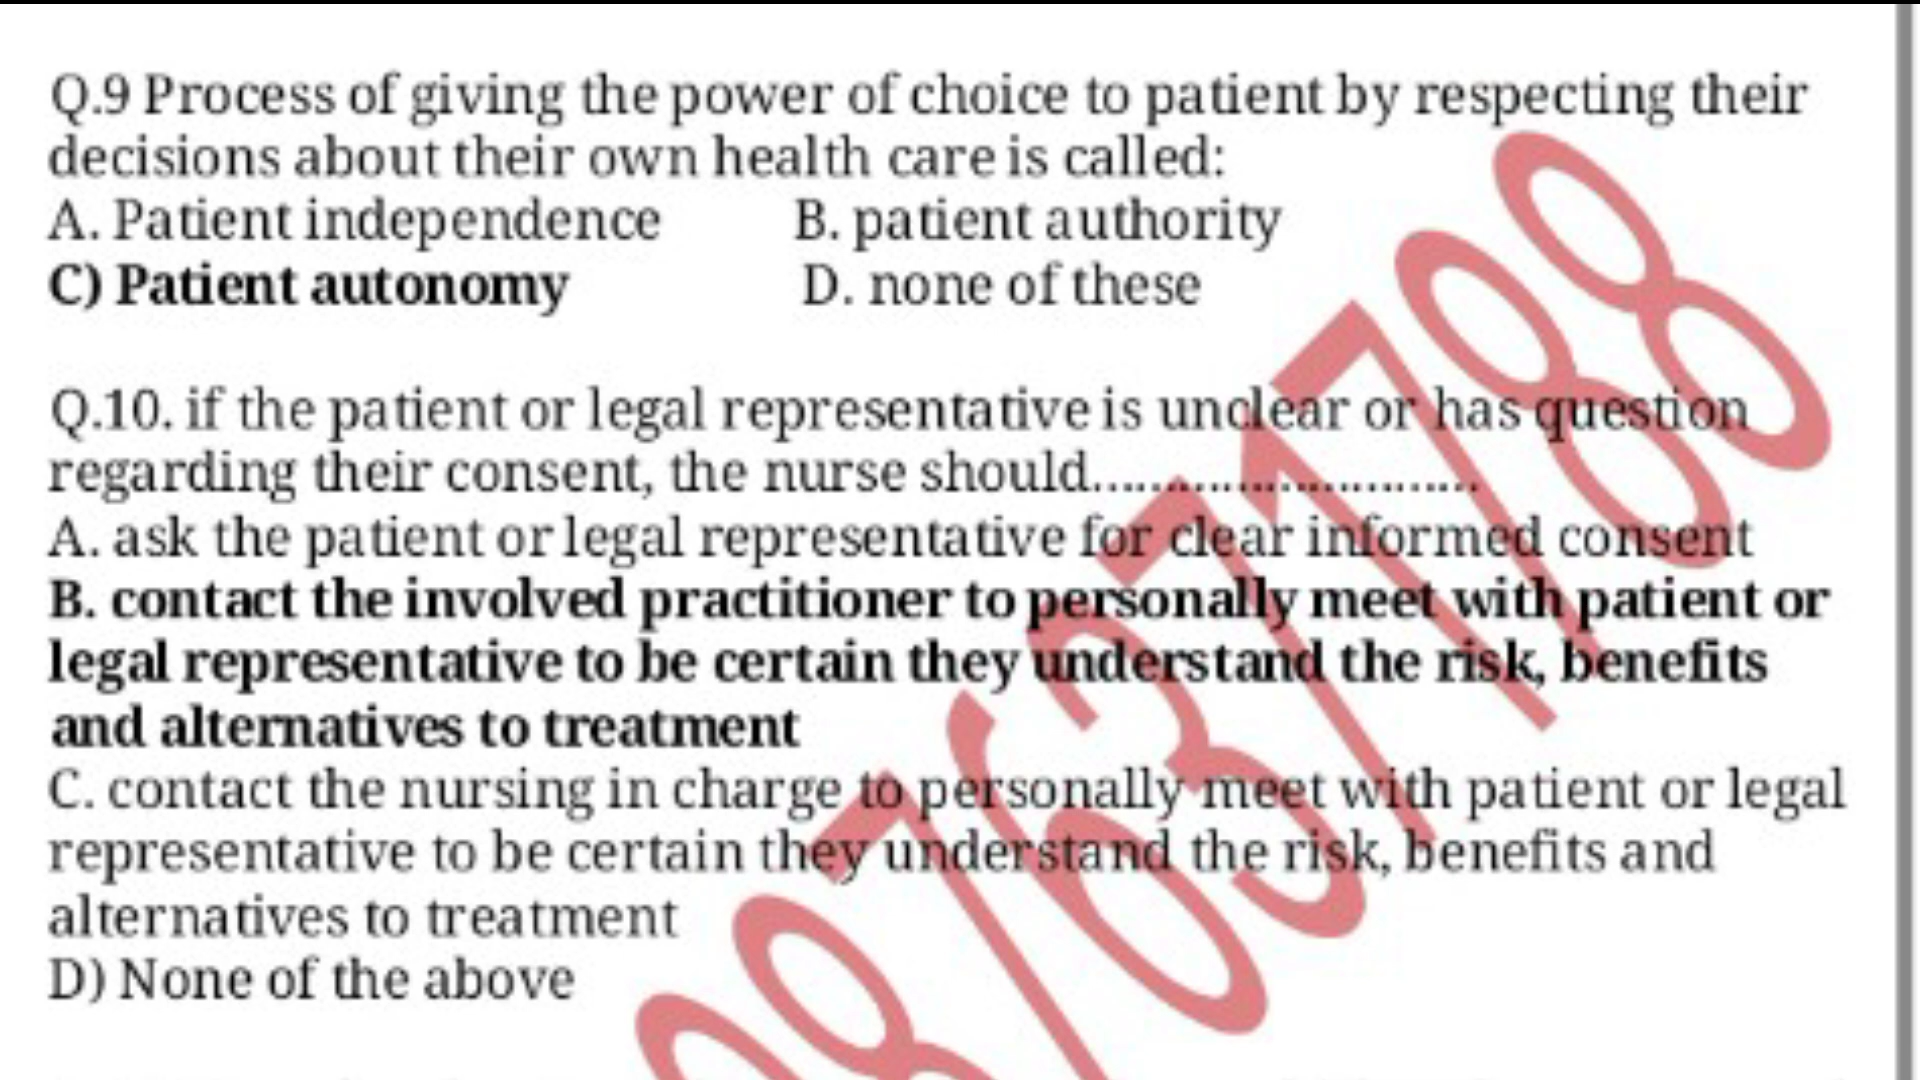 Q.9 Process of giving the power of choice to patient by respecting their
decisions about their own health care is called:
A. Patient independence B. patient authority
C) Patient autonomy D. none of these
Q.10. if the patient or legal representative is unclear or has question
regarding their consent, the nurse should...........................
A. ask the patient or legal representative for clear informed consent
B. contact the involved practitioner to personally meet with patient or
legal representative to be certain they understand the risk, benefits
and alternatives to treatment
C. contact the nursing in charge to personally meet with patient or legal
representative to be certain they understand the risk, benefits and
alternatives to treatment
D) None of the above